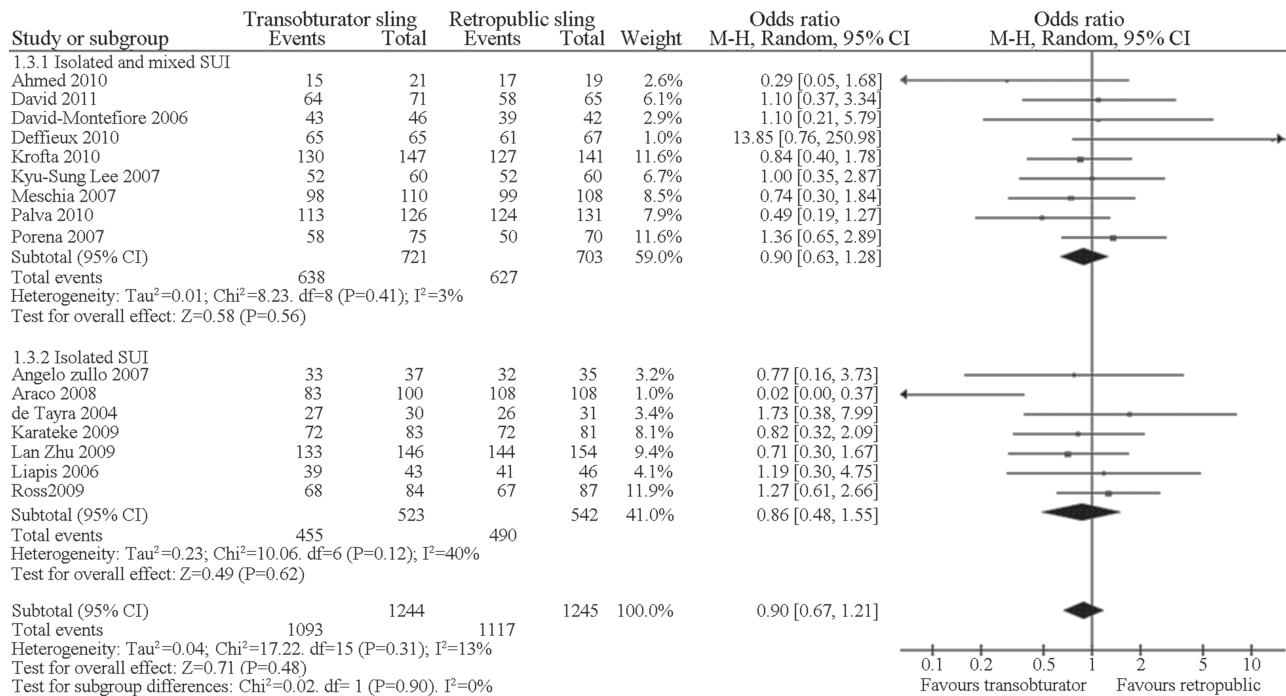 Transobturator sling Retropublic sling Odds ratio Odds ratio
Study or subgroup Events Total Events Total Weight M-H, Random, 95% CI M-H, Random, 95% CI
1.3.1 Isolated and mixed SUI
Ahmed 2010 15 21 17 19 2.6% 0.29 [0.05, 1.68]
David 2011 64 71 58 65 6.1% 1.10 [0.37, 3.34]
David-Montefiore 2006 43 46 39 42 2.9% 1.10 [0.21, 5.79]
Deffieux 2010 65 65 61 67 1.0% 13.85 [0.76, 250.98]
Krofta 2010 130 147 127 141 11.6% 0.84 [0.40, 1.78]
Kyu-Sung Lee 2007 52 60 52 60 6.7% 1.00 [0.35, 2.87]
Meschia 2007 98 110 99 108 8.5% 0.74 [0.30, 1.84]
Palva 2010 113 126 124 131 7.9% 0.49 [0.19, 1.27]
Porena 2007 58 75 50 70 11.6% 1.36 [0.65, 2.89]
Subtotal (95% CI) 721 703 59.0% 0.90 [0.63, 1.28]
Total events 638 627
Heterogeneity: Tau²=0.01; Chi²=8.23. df=8 (P=0.41); I²=3%
Test for overall effect: Z=0.58 (P=0.56)
1.3.2 Isolated SUI
Angelo zullo 2007 33 37 32 35 3.2% 0.77 [0.16, 3.73]
Araco 2008 83 100 108 108 1.0% 0.02 [0.00, 0.37]
de Tayra 2004 27 30 26 31 3.4% 1.73 [0.38, 7.99]
Karateke 2009 72 83 72 81 8.1% 0.82 [0.32, 2.09]
Lan Zhu 2009 133 146 144 154 9.4% 0.71 [0.30, 1.67]
Liapis 2006 39 43 41 46 4.1% 1.19 [0.30, 4.75]
Ross2009 68 84 67 87 11.9% 1.27 [0.61, 2.66]
Subtotal (95% CI) 523 542 41.0% 0.86 [0.48, 1.55]
Total events 455 490
Heterogeneity: Tau²=0.23; Chi²=10.06. df=6 (P=0.12); I²=40%
Test for overall effect: Z=0.49 (P=0.62)
Subtotal (95% CI) 1244 1245 100.0% 0.90 [0.67, 1.21]
Total events 1093 1117
Heterogeneity: Tau²=0.04; Chi²=17.22. df=15 (P=0.31); I²=13%
Test for overall effect: Z=0.71 (P=0.48)
Test for subgroup differences: Chi²=0.02. df= 1 (P=0.90). I²=0%
0.1 0.2 0.5 1 2 5 10
Favours transobturator Favours retropublic